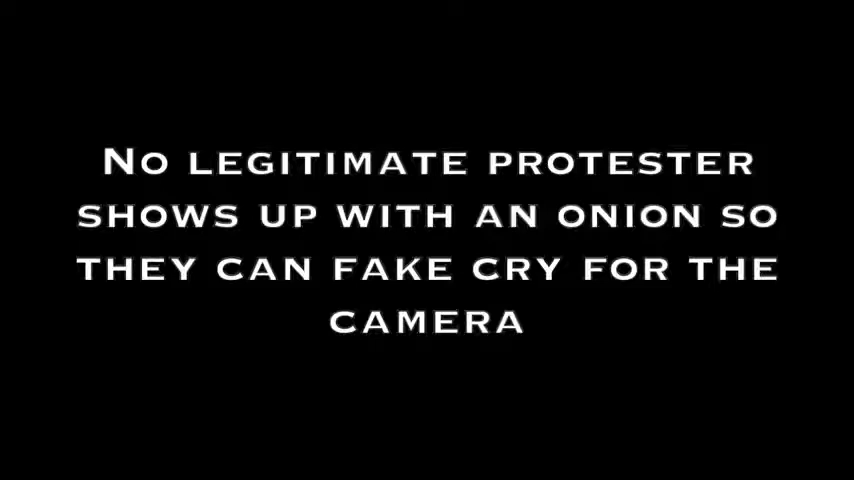 No legitimate protester
shows up with an onion so
they can fake cry for the
camera